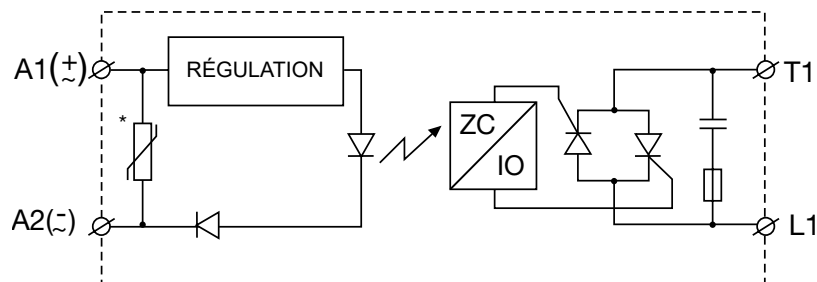 A1(+~)
RÉGULATION
*
ZC
IO
T1
A2(-~)
L1